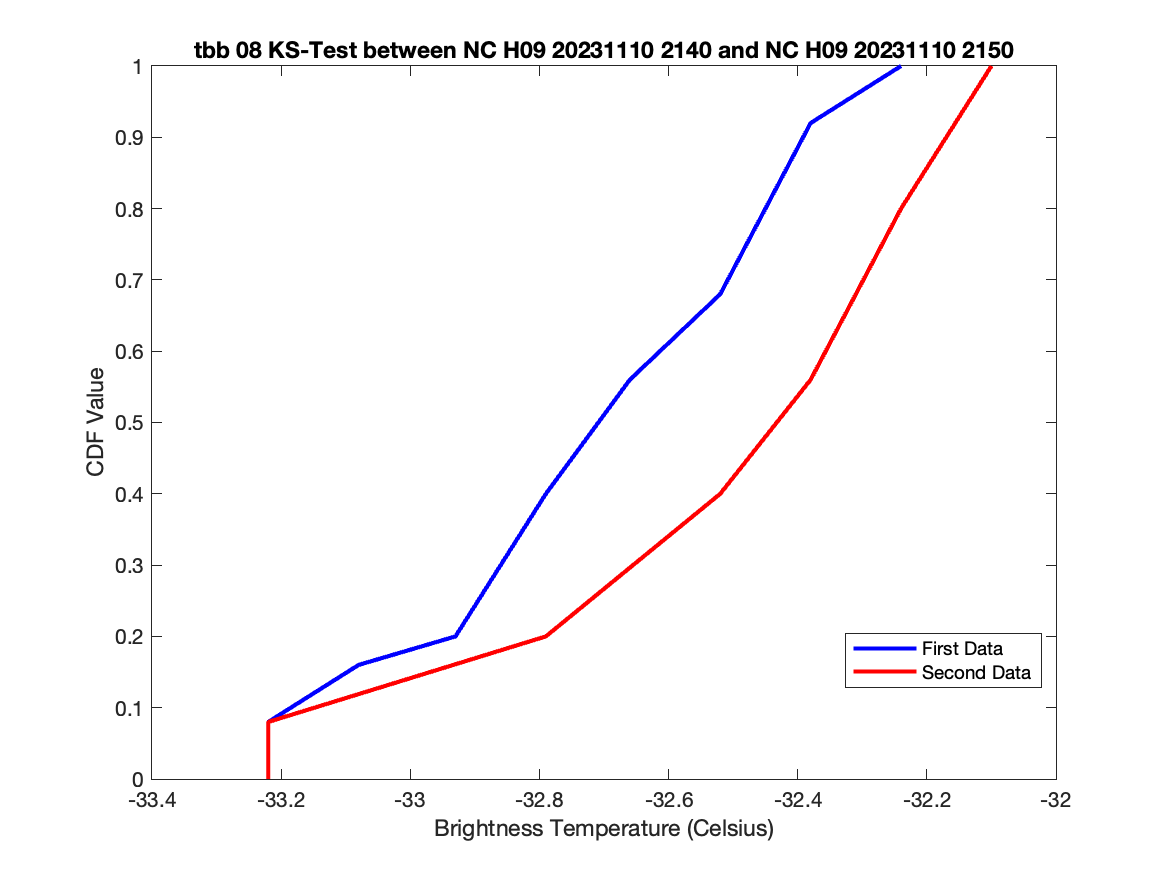 tbb 08 KS-Test between NC H09 20231110 2140 and NC H09 20231110 2150
1
0.9
0.8
0.7
0.6
0.5
0.4
0.3
0.2
0.1
0
CDF Value
First Data
Second Data
-33.4 -33.2 -33 -32.8 -32.6 -32.4 -32.2 -32
Brightness Temperature (Celsius)